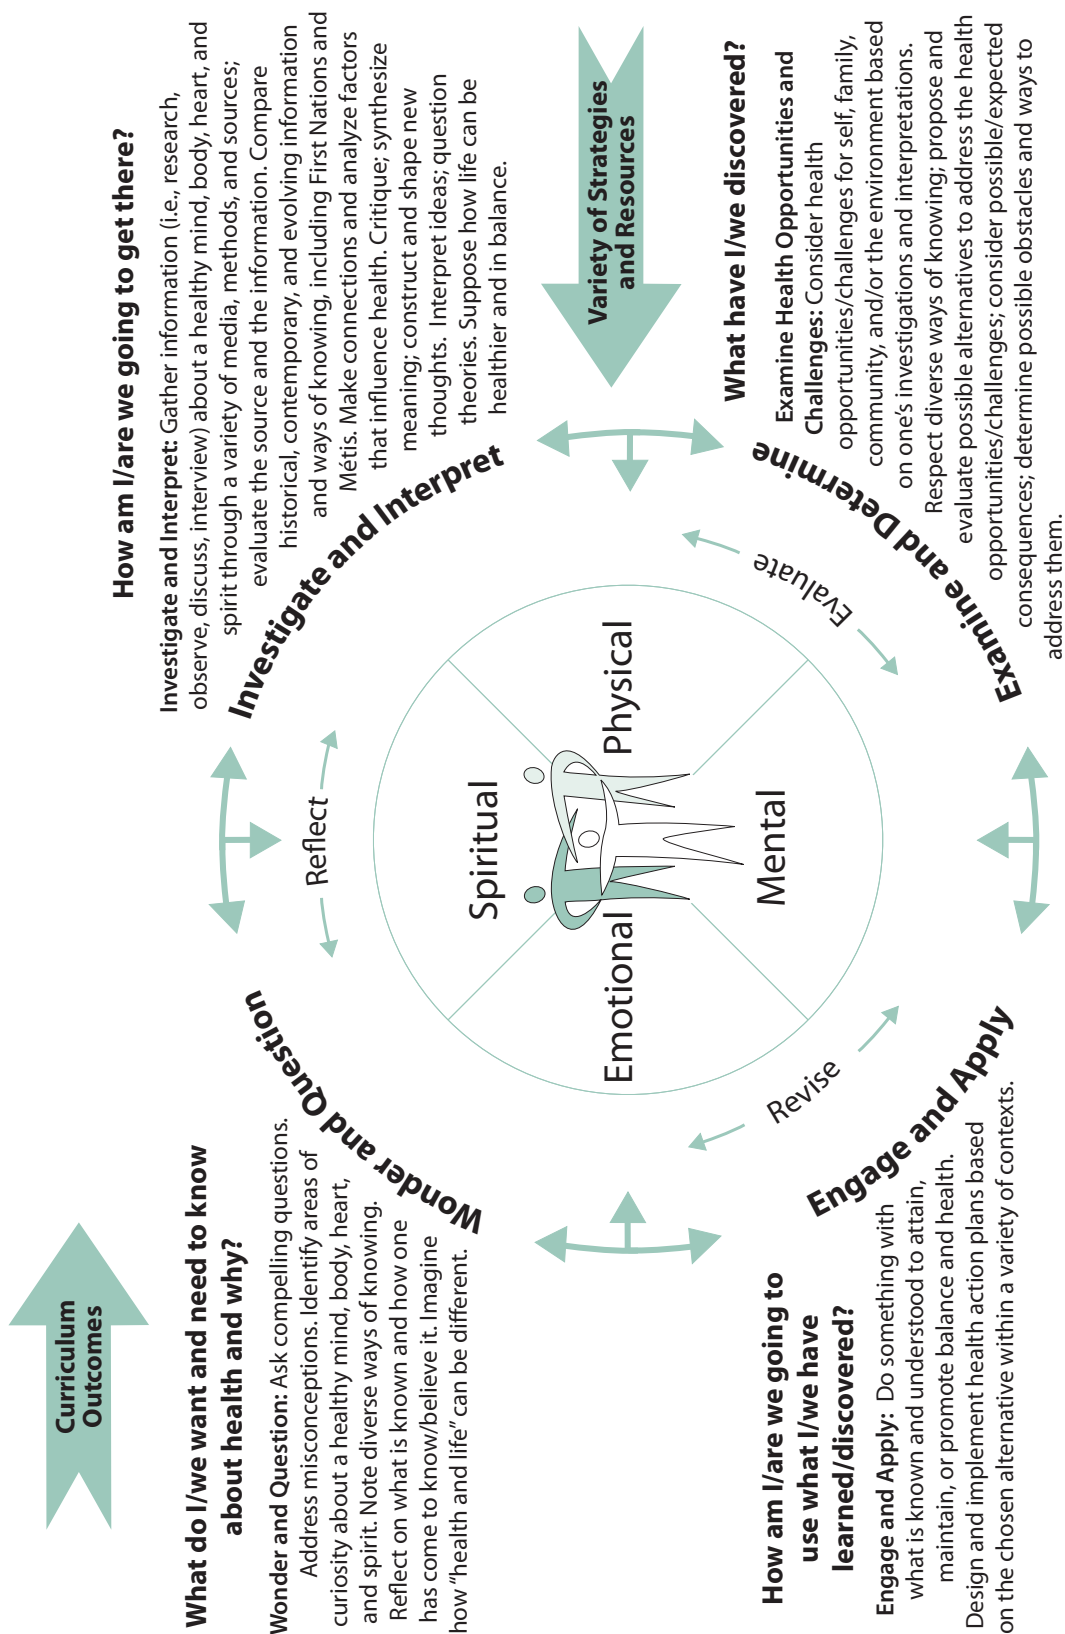 Curriculum
Outcomes
What do I/we want and need to know
about health and why?
Wonder and Question: Ask compelling questions.
Address misconceptions. Identify areas of
curiosity about a healthy mind, body, heart,
and spirit. Note diverse ways of knowing.
Reflect on what is known and how one
has come to know/believe it. Imagine
how “health and life” can be different.
Wonder and Question
How am I/are we going to get there?
Investigate and Interpret: Gather information (i.e., research,
observe, discuss, interview) about a healthy mind, body, heart, and
spirit through a variety of media, methods, and sources;
evaluate the source and the information. Compare
historical, contemporary, and evolving information
and ways of knowing, including First Nations and
Métis. Make connections and analyze factors
that influence health. Critique; synthesize
meaning; construct and shape new
thoughts. Interpret ideas; question
theories. Suppose how life can be
healthier and in balance.
Investigate and Interpret
Reflect
Spiritual
Emotional
Physical
Mental
Variety of Strategies
and Resources
Revise
Evaluate
How am I/are we going to
use what I/we have
learned/discovered?
Engage and Apply: Do something with
what is known and understood to attain,
maintain, or promote balance and health.
Design and implement health action plans based
on the chosen alternative within a variety of contexts.
Engage and Apply
What have I/we discovered?
Examine Health Opportunities and
Challenges: Consider health
opportunities/challenges for self, family,
community, and/or the environment based
on one’s investigations and interpretations.
Respect diverse ways of knowing; propose and
evaluate possible alternatives to address the health
opportunities/challenges; consider possible/expected
consequences; determine possible obstacles and ways to
address them.
Examine and Determine